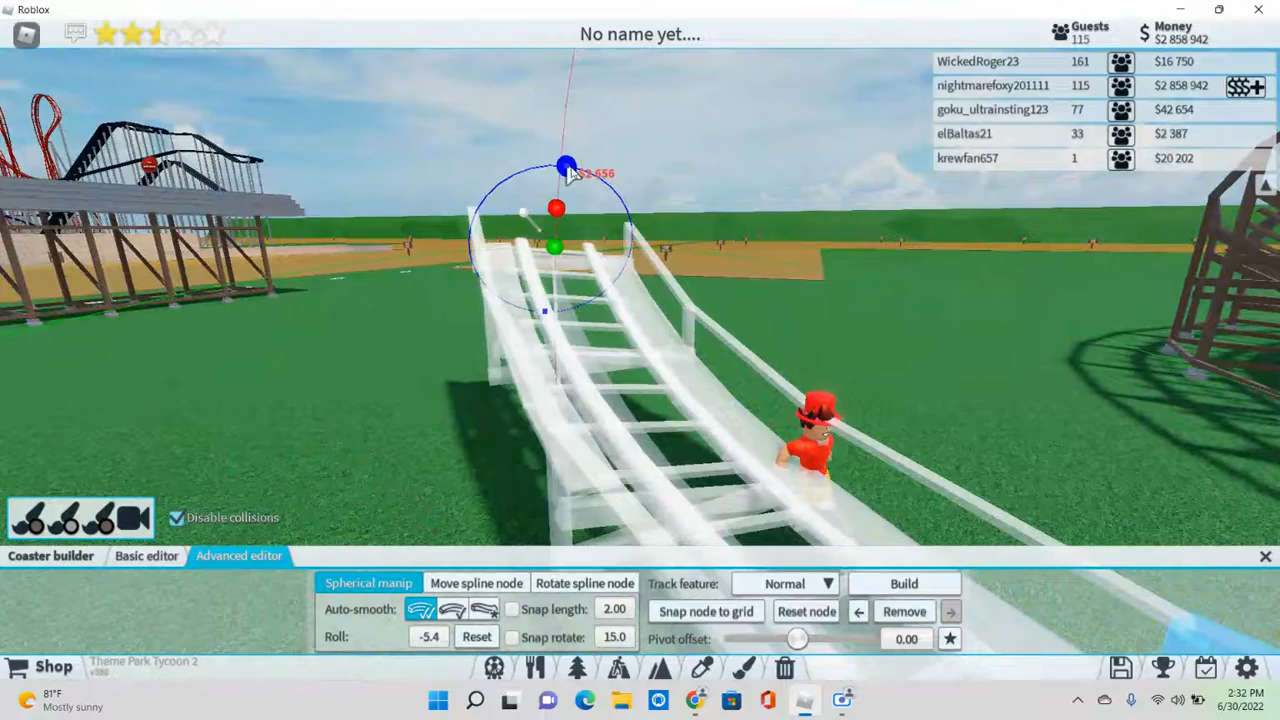 Roblox
No name yet....
Guests
115
Money
$2 858 942
WickedRoger23 161 $16 750
nightmarefoxy201111 115 $2 858 942 $$$+
goku_ultrainsting123 77 $42 654
elBaltas21 33 $2 387
krewfan657 1 $20 202
$2 656
Disable collisions
Coaster builder Basic editor Advanced editor
Spherical manip Move spline node Rotate spline node Track feature: Normal Build
Auto-smooth: Snap length: 2.00 Snap node to grid Reset node Remove
Roll: -5.4 Reset Snap rotate: 15.0 Pivot offset: 0.00
Shop Theme Park Tycoon 2
81°F
Mostly sunny
2:32 PM
6/30/2022